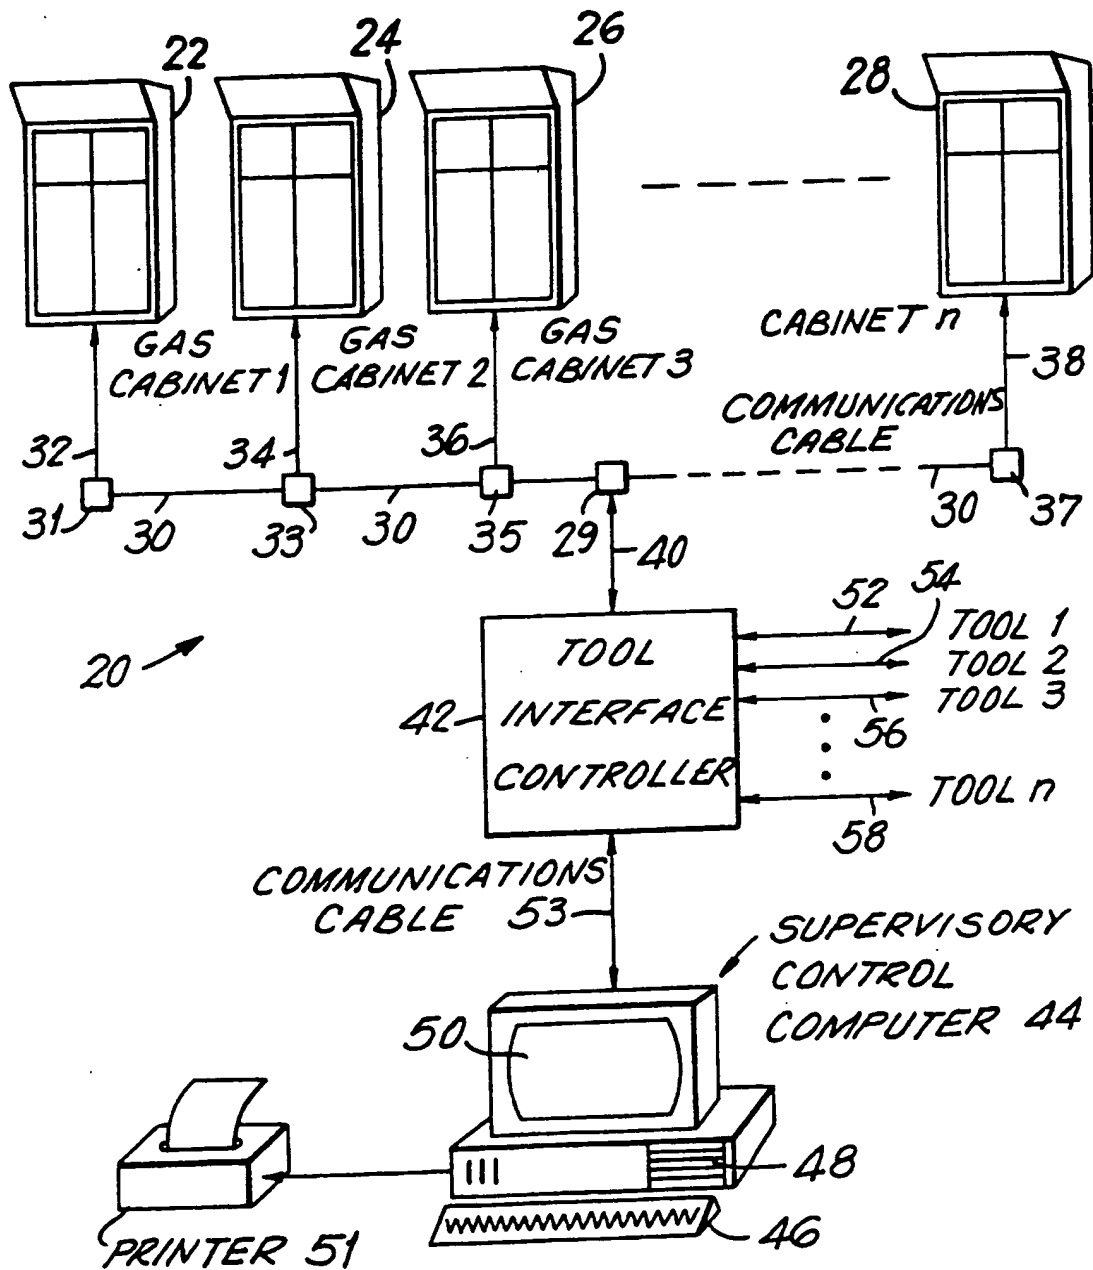 22
24
26
28
GAS
CABINET 1
GAS
CABINET 2
GAS
CABINET 3
CABINET n
38
COMMUNICATIONS
CABLE
32
34
36
31
30
33
30
35
29
30
37
40
20
52
54
TOOL 1
TOOL 2
TOOL 3
56
TOOL n
58
42
TOOL
INTERFACE
CONTROLLER
COMMUNICATIONS
CABLE 53
SUPERVISORY
CONTROL
COMPUTER 44
50
48
46
PRINTER 51